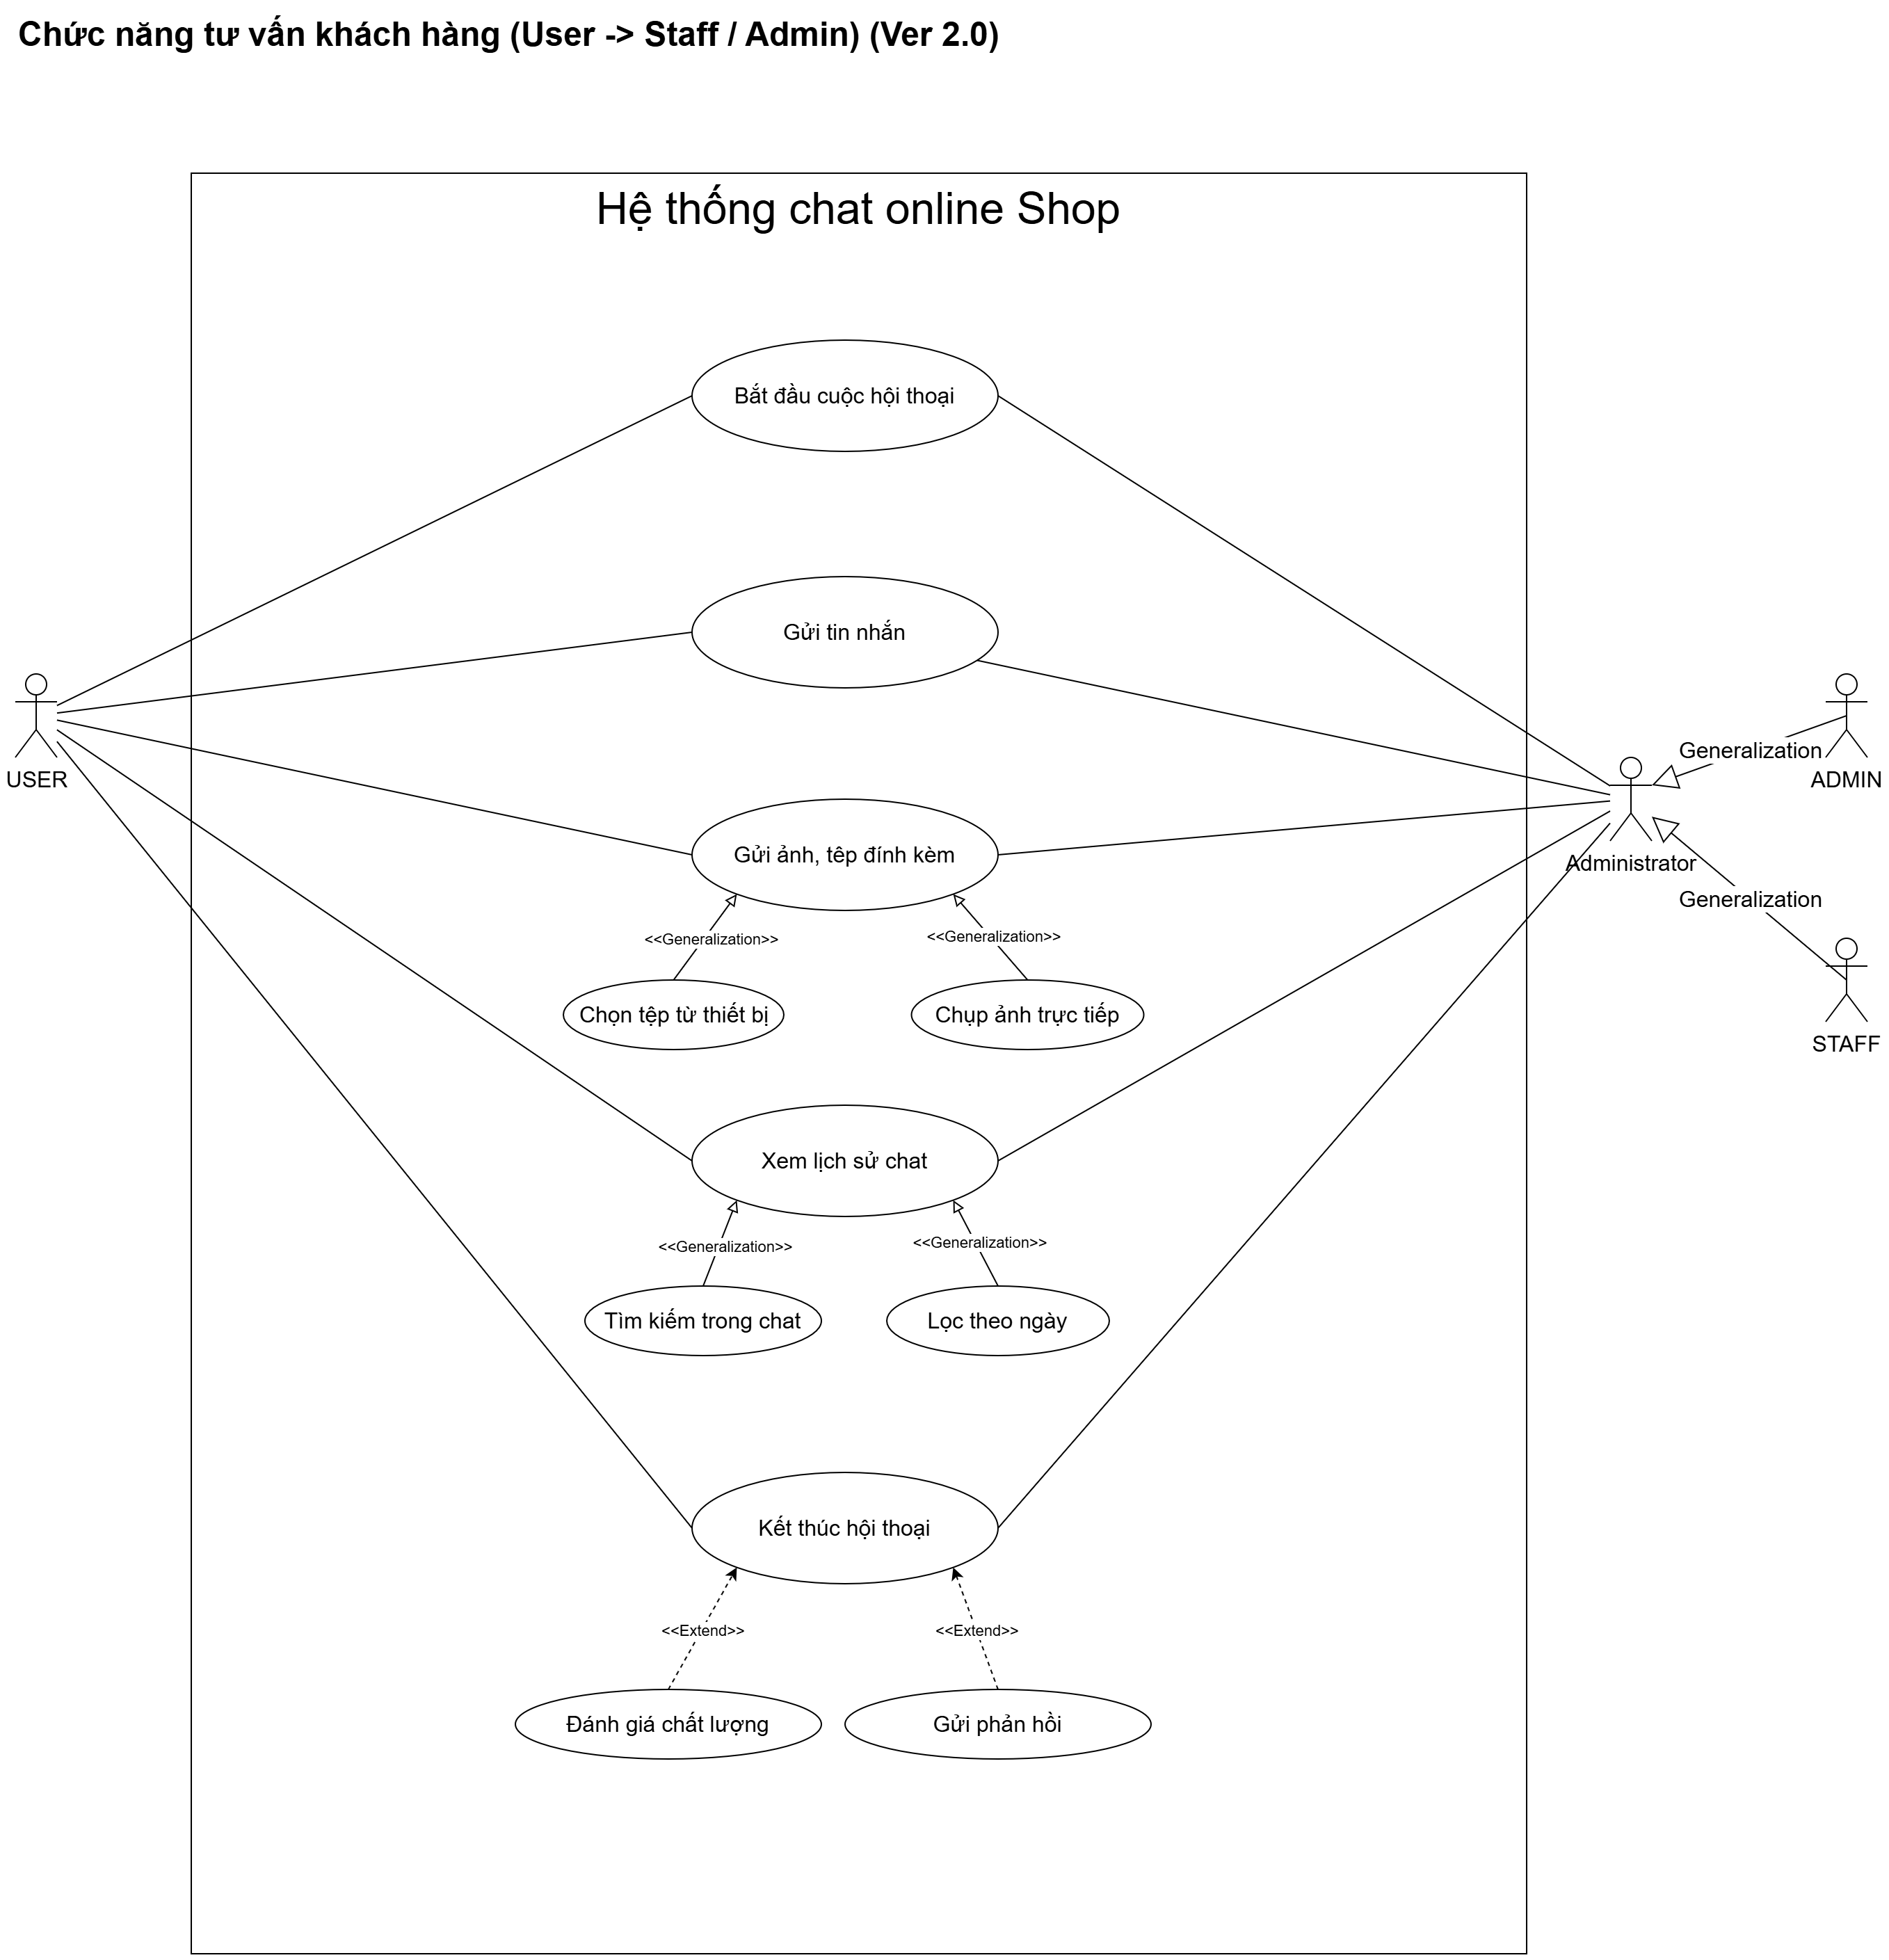 Chức năng tư vấn khách hàng (User -> Staff / Admin) (Ver 2.0)
Hệ thống chat online Shop
Bắt đầu cuộc hội thoại
Gửi tin nhắn
USER
Generalization
ADMIN
Gửi ảnh, têp đính kèm
Administrator
Generalization
<<Generalization>>
<<Generalization>>
Chọn tệp từ thiết bị
Chụp ảnh trực tiếp
STAFF
Xem lịch sử chat
<<Generalization>>
<<Generalization>>
Tìm kiếm trong chat
Lọc theo ngày
Kết thúc hội thoại
<<Extend>>
<<Extend>>
Đánh giá chất lượng
Gửi phản hồi